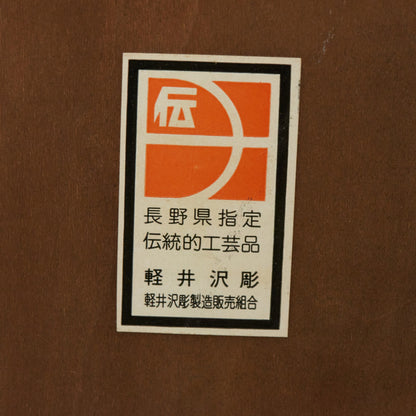 伝
長野県指定
伝統的工芸品
軽井沢彫
軽井沢彫製造販売組合